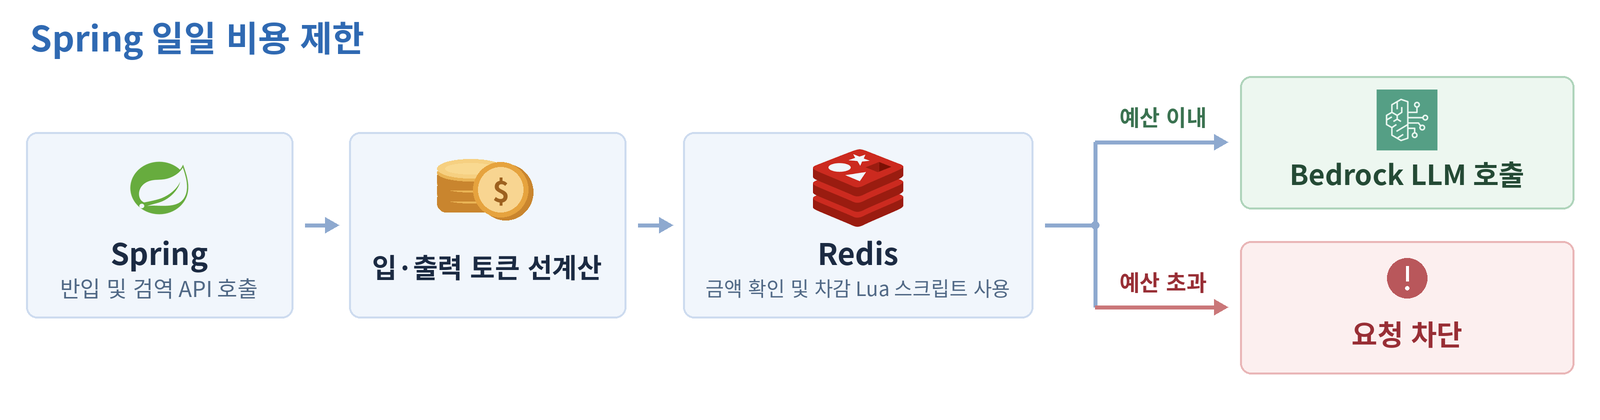 Spring 일일 비용 제한
Spring
반입 및 검역 API 호출
$
입·출력 토큰 선계산
Redis
금액 확인 및 차감 Lua 스크립트 사용
예산 이내
Bedrock LLM 호출
예산 초과
!
요청 차단